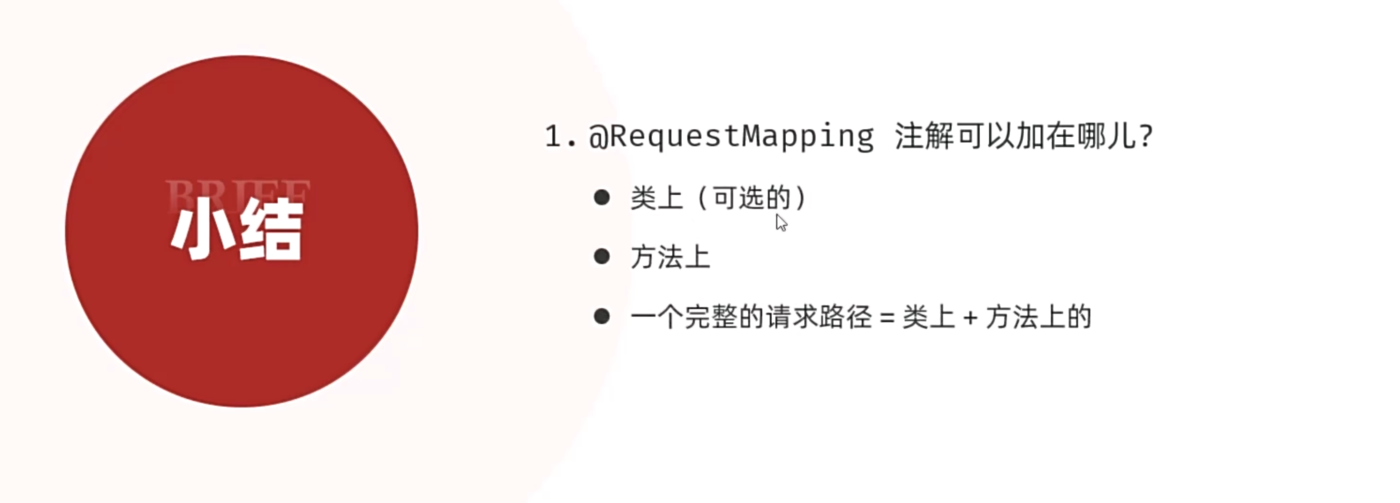 BRIEF
小结
1. @RequestMapping 注解可以加在哪儿?
● 类上（可选的）
● 方法上
● 一个完整的请求路径 = 类上 + 方法上的